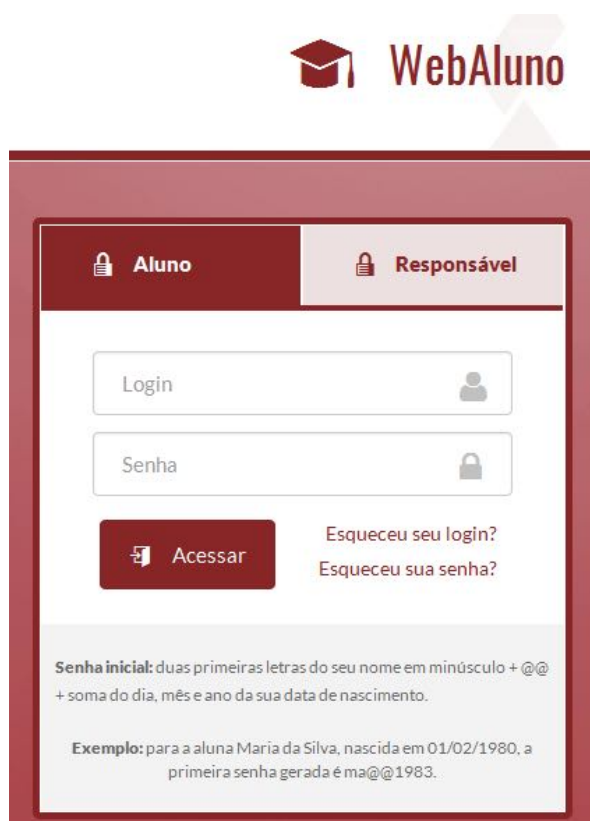 WebAluno
Aluno
Responsável
Login
Senha
Esqueceu seu login?
Acessar
Esqueceu sua senha?
Senha inicial: duas primeiras letras do seu nome em minúsculo + @@
+ soma do dia, mês e ano da sua data de nascimento.
Exemplo: para a aluna Maria da Silva, nascida em 01/02/1980, a
primeira senha gerada é ma@@1983.